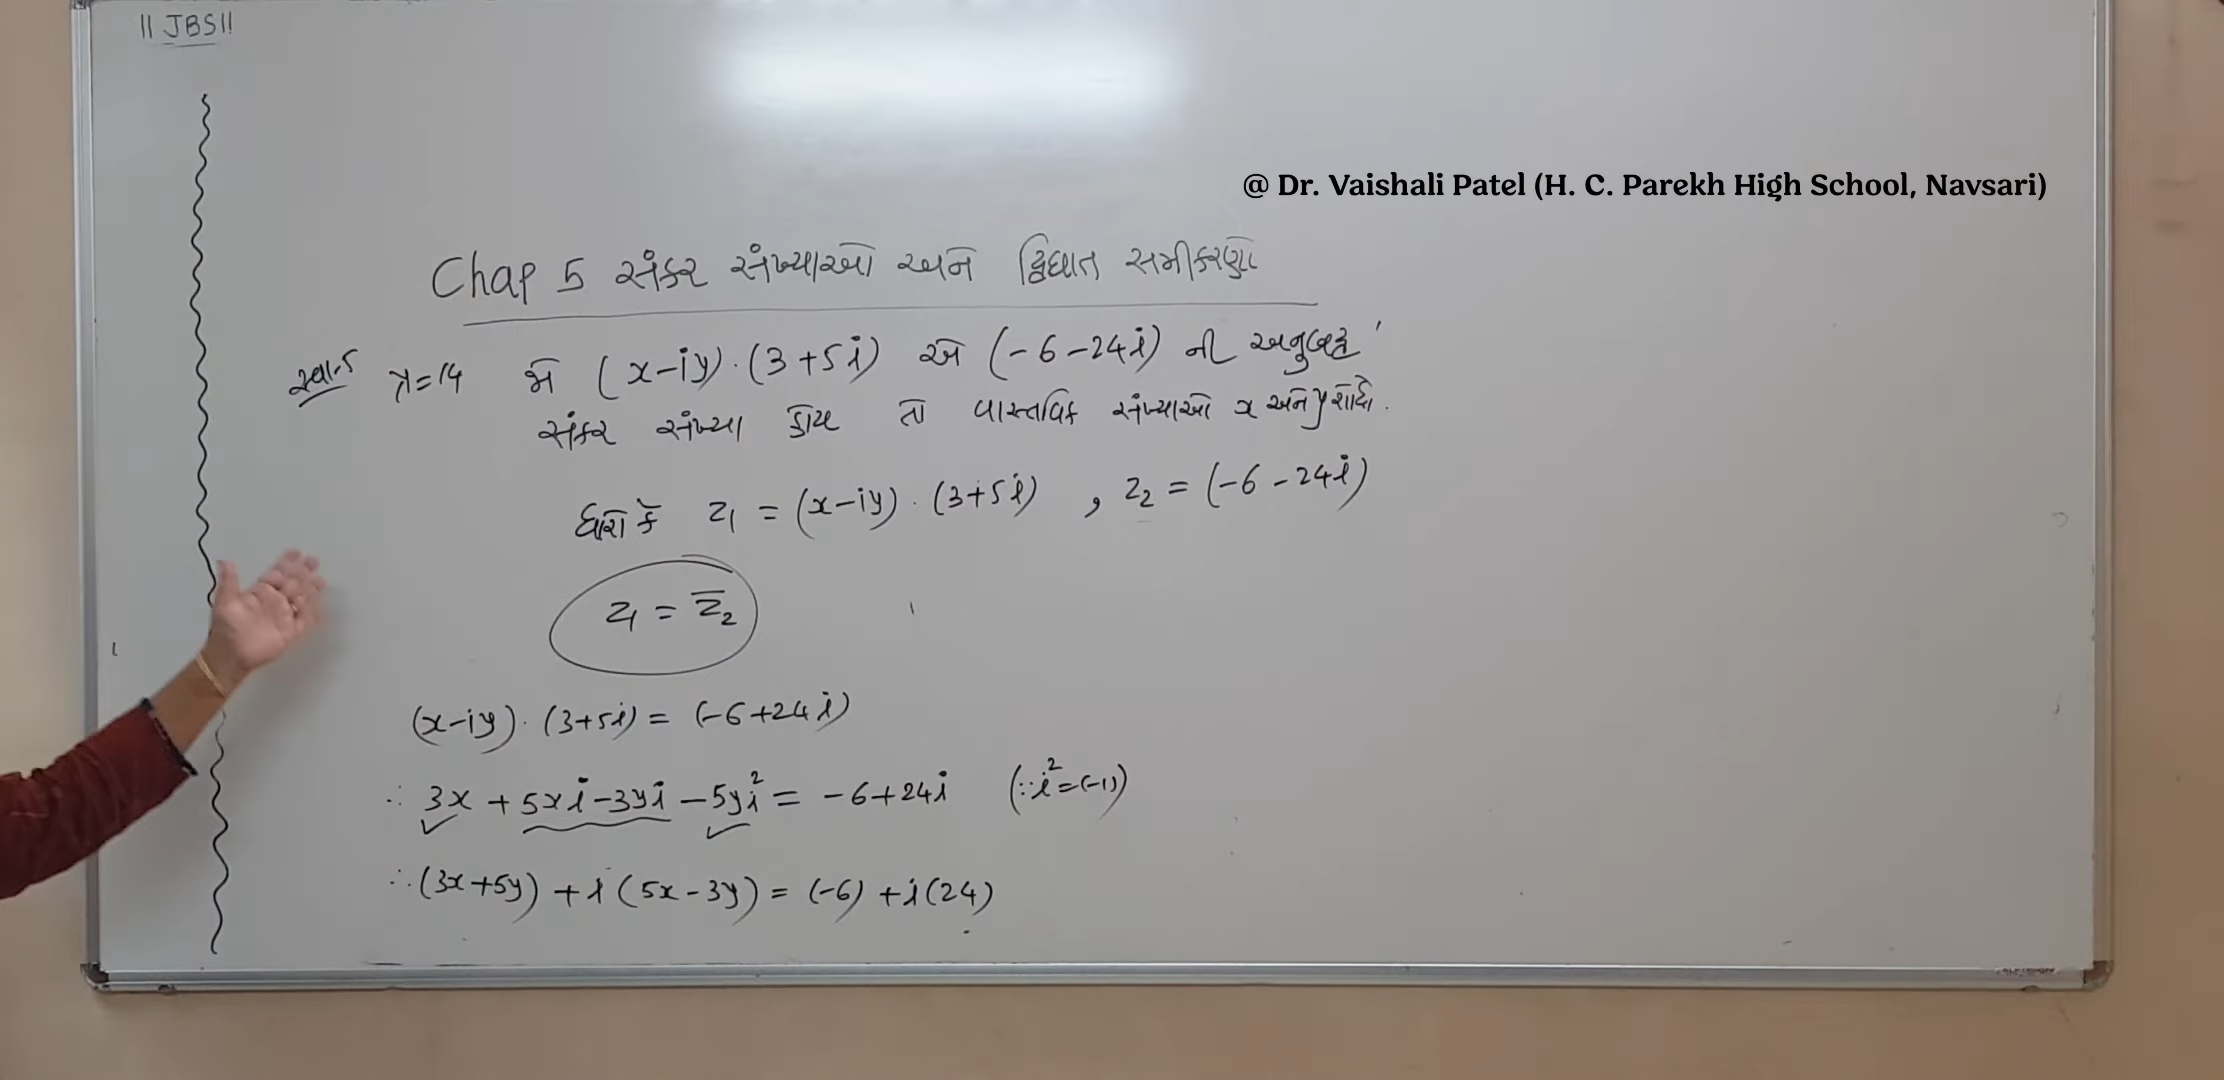 || JBS ||
@ Dr. Vaishali Patel (H. C. Parekh High School, Navsari)
Chap 5 સંકર સંખ્યાઓ અને દ્વિઘાત સમીકરણો
સ્વા.5 પ્ર=14 જો (x-iy)·(3+5i) એ (-6-24i) ની અનુબદ્ધ
સંકર સંખ્યા હોય તો વાસ્તવિક સંખ્યાઓ x અને y શોધો.
ધારો કે z₁ = (x-iy)·(3+5i) , z₂ = (-6-24i)
z₁ = z̅₂
(x-iy)·(3+5i) = (-6+24i)
∴ 3x + 5xi - 3yi - 5yi² = -6+24i (∵ i² = (-1))
∴ (3x+5y) + i(5x-3y) = (-6) + i(24)